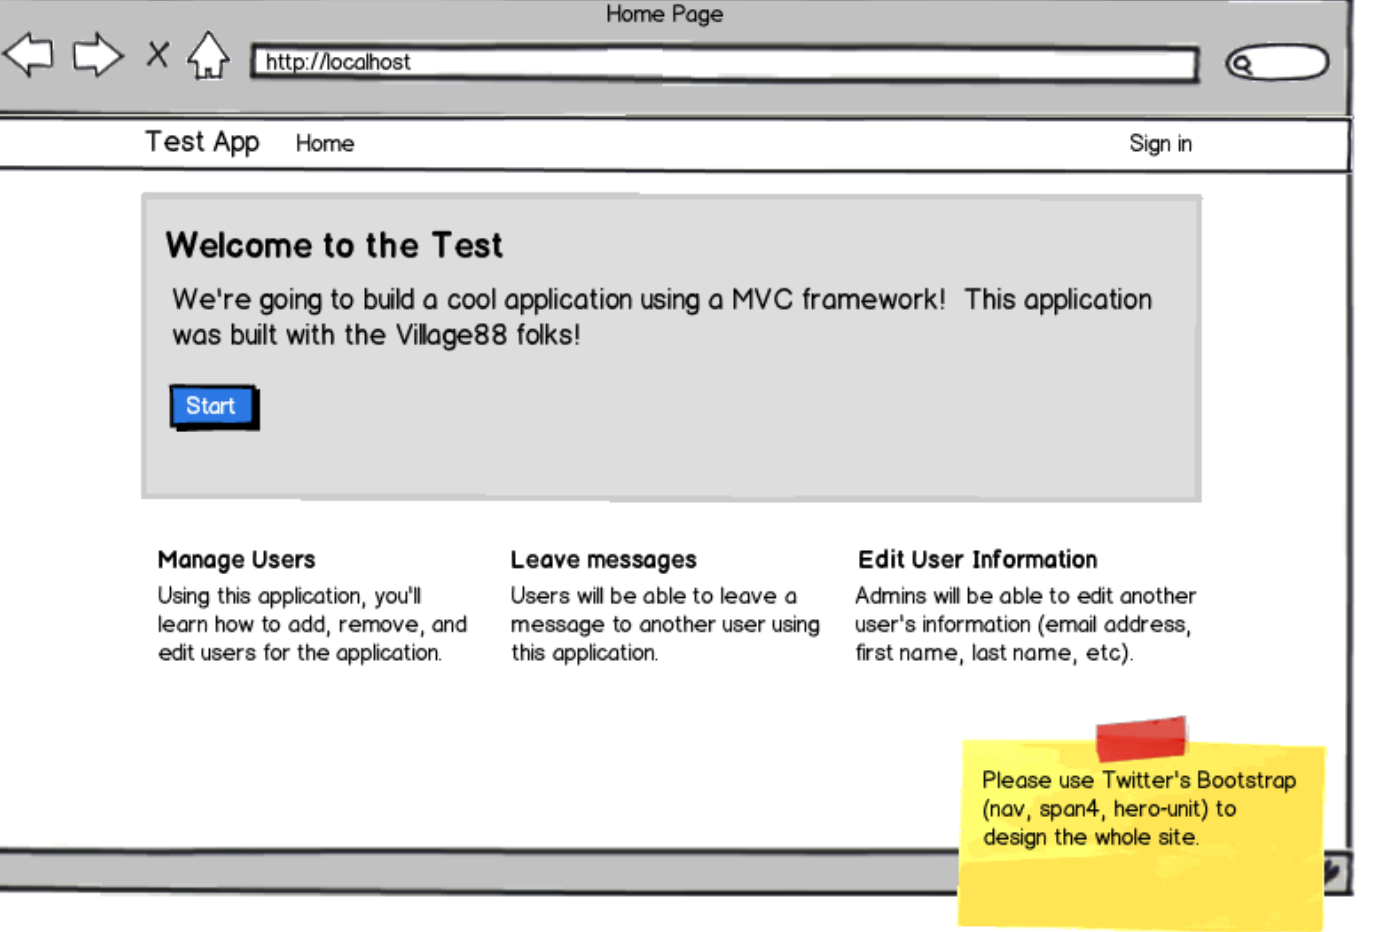 Home Page
http://localhost
Test App
Home
Sign in
Welcome to the Test
We're going to build a cool application using a MVC framework!  This application
was built with the Village88 folks!
Start
Manage Users
Using this application, you'll
learn how to add, remove, and
edit users for the application.
Leave messages
Users will be able to leave a
message to another user using
this application.
Edit User Information
Admins will be able to edit another
user's information (email address,
first name, last name, etc).
Please use Twitter's Bootstrap
(nav, span4, hero-unit) to
design the whole site.